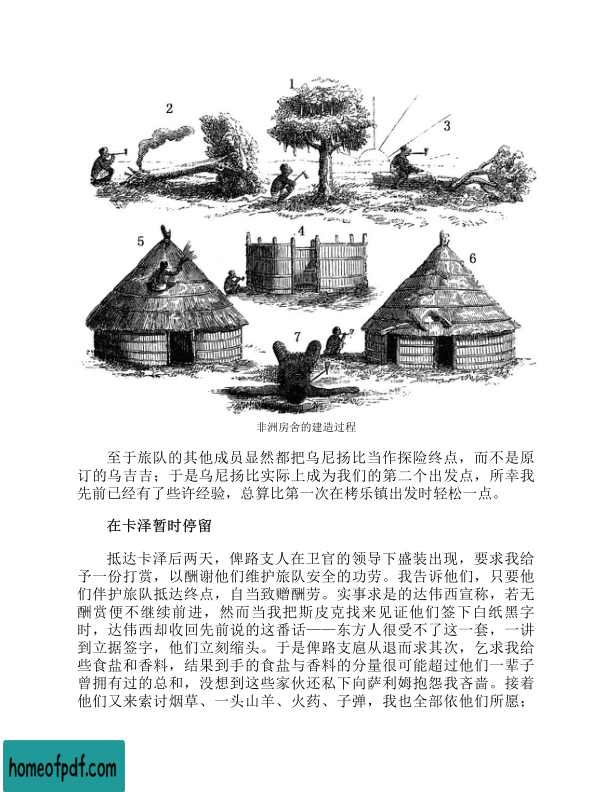 1
2
3
4
5
6
7
非洲房舍的建造过程
至于旅队的其他成员显然都把乌尼扬比当作探险终点，而不是原
订的乌吉吉；于是乌尼扬比实际上成为我们的第二个出发点，所幸我
先前已经有了些许经验，总算比第一次在栲乐镇出发时轻松一点。
在卡泽暂时停留
抵达卡泽后两天，俾路支人在卫官的领导下盛装出现，要求我给
予一份打赏，以酬谢他们维护旅队安全的功劳。我告诉他们，只要他
们伴护旅队抵达终点，自当致赠酬劳。实事求是的达伟西宣称，若无
酬赏便不继续前进，然而当我把斯皮克找来见证他们签下白纸黑字
时，达伟西却收回先前说的这番话——东方人很受不了这一套，一讲
到立据签字，他们立刻缩头。于是俾路支扈从退而求其次，乞求我给
些食盐和香料，结果到手的食盐与香料的分量很可能超过他们一辈子
曾拥有过的总和，没想到这些家伙还私下向萨利姆抱怨我吝啬。接着
他们又来索讨烟草、一头山羊、火药、子弹，我也全部依他们所愿；
homeofpdf.com